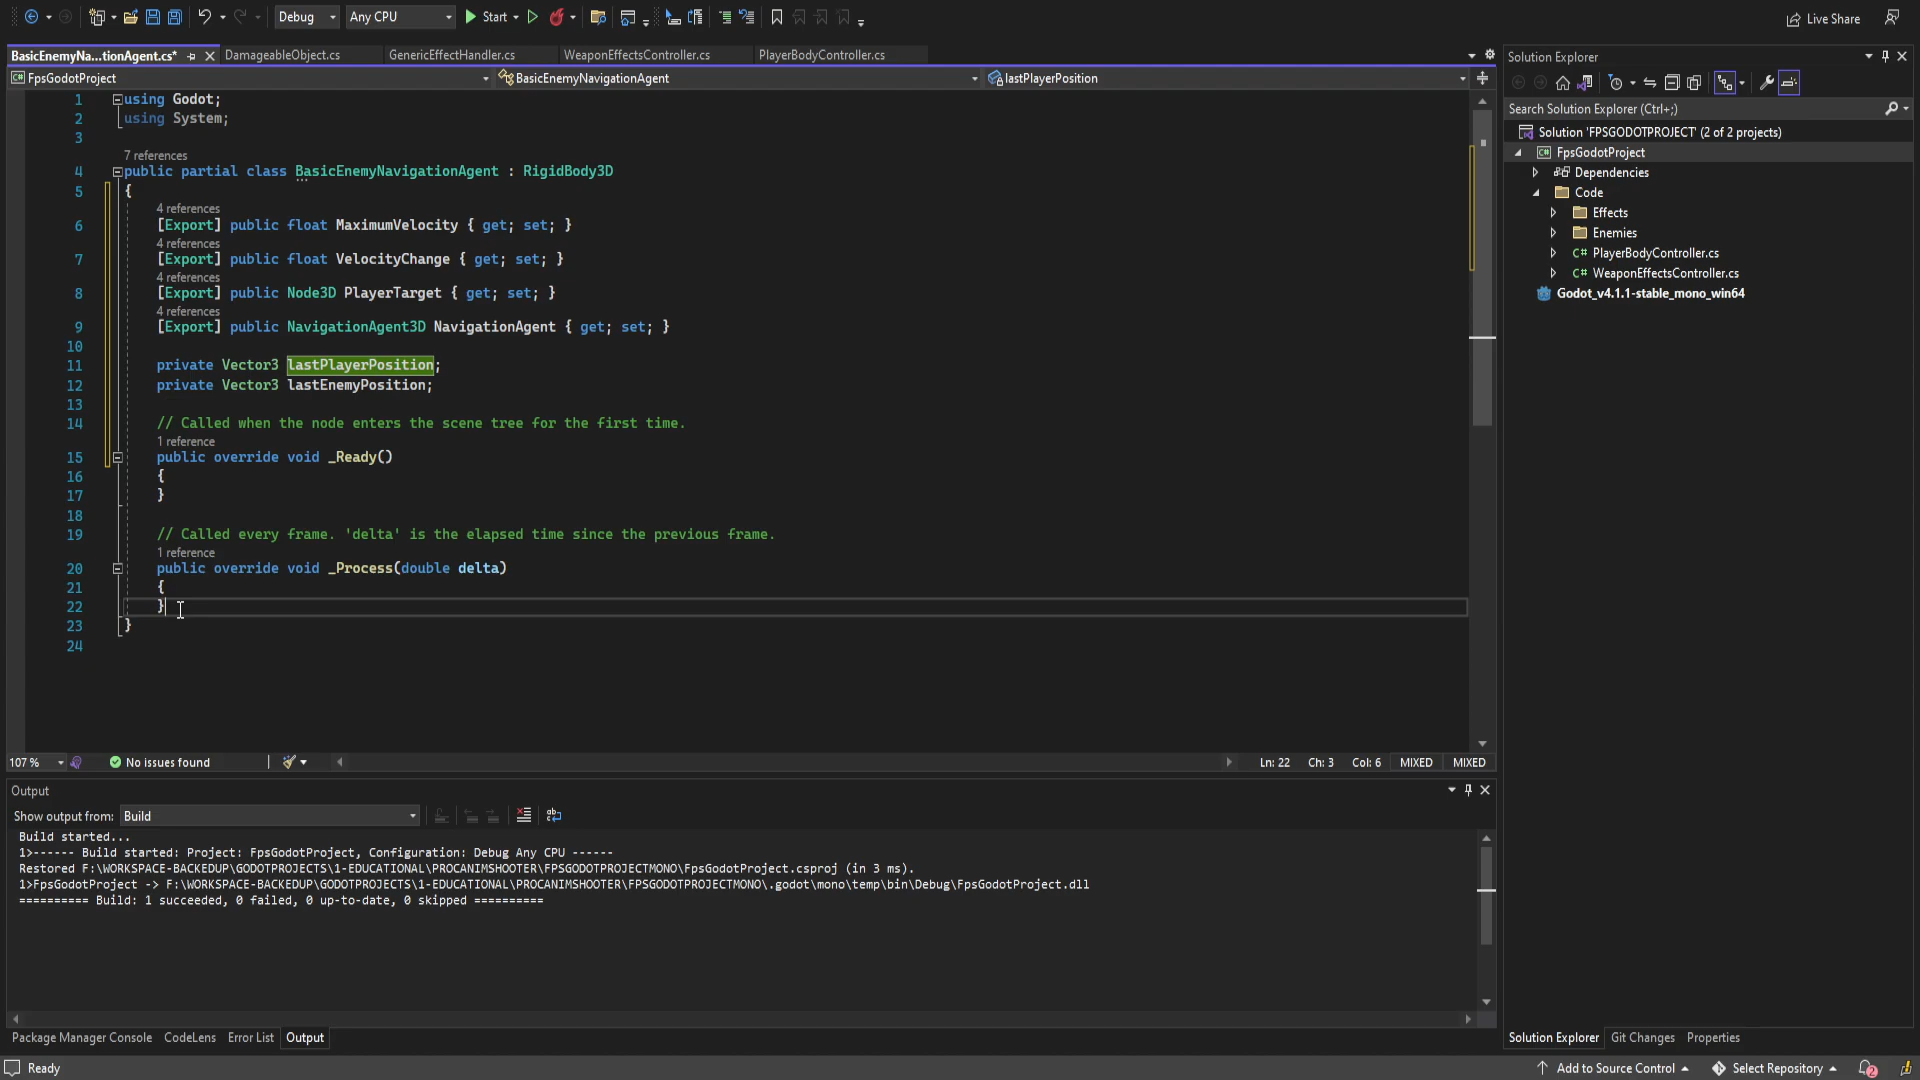 Debug
Any CPU
Start
Live Share
BasicEnemyNa...tionAgent.cs*
DamageableObject.cs
GenericEffectHandler.cs
WeaponEffectsController.cs
PlayerBodyController.cs
FpsGodotProject
BasicEnemyNavigationAgent
lastPlayerPosition
1 using Godot;
2 using System;
3
7 references
4 public partial class BasicEnemyNavigationAgent : RigidBody3D
5 {
4 references
6 [Export] public float MaximumVelocity { get; set; }
4 references
7 [Export] public float VelocityChange { get; set; }
4 references
8 [Export] public Node3D PlayerTarget { get; set; }
4 references
9 [Export] public NavigationAgent3D NavigationAgent { get; set; }
10
11 private Vector3 lastPlayerPosition;
12 private Vector3 lastEnemyPosition;
13
14 // Called when the node enters the scene tree for the first time.
1 reference
15 public override void _Ready()
16 {
17 }
18
19 // Called every frame. 'delta' is the elapsed time since the previous frame.
1 reference
20 public override void _Process(double delta)
21 {
22 }
23 }
24
107 %
No issues found
Ln: 22 Ch: 3 Col: 6 MIXED MIXED
Output
Show output from: Build
Build started...
1>------ Build started: Project: FpsGodotProject, Configuration: Debug Any CPU ------
Restored F:\WORKSPACE-BACKEDUP\GODOTPROJECTS\1-EDUCATIONAL\PROCANIMSHOOTER\FPSGODOTPROJECTMONO\FpsGodotProject.csproj (in 3 ms).
1>FpsGodotProject -> F:\WORKSPACE-BACKEDUP\GODOTPROJECTS\1-EDUCATIONAL\PROCANIMSHOOTER\FPSGODOTPROJECTMONO\.godot\mono\temp\bin\Debug\FpsGodotProject.dll
========== Build: 1 succeeded, 0 failed, 0 up-to-date, 0 skipped ==========
Package Manager Console CodeLens Error List Output
Solution Explorer
Search Solution Explorer (Ctrl+;)
Solution 'FPSGODOTPROJECT' (2 of 2 projects)
C# FpsGodotProject
Dependencies
Code
Effects
Enemies
C# PlayerBodyController.cs
C# WeaponEffectsController.cs
Godot_v4.1.1-stable_mono_win64
Solution Explorer Git Changes Properties
Ready
Add to Source Control
Select Repository
2